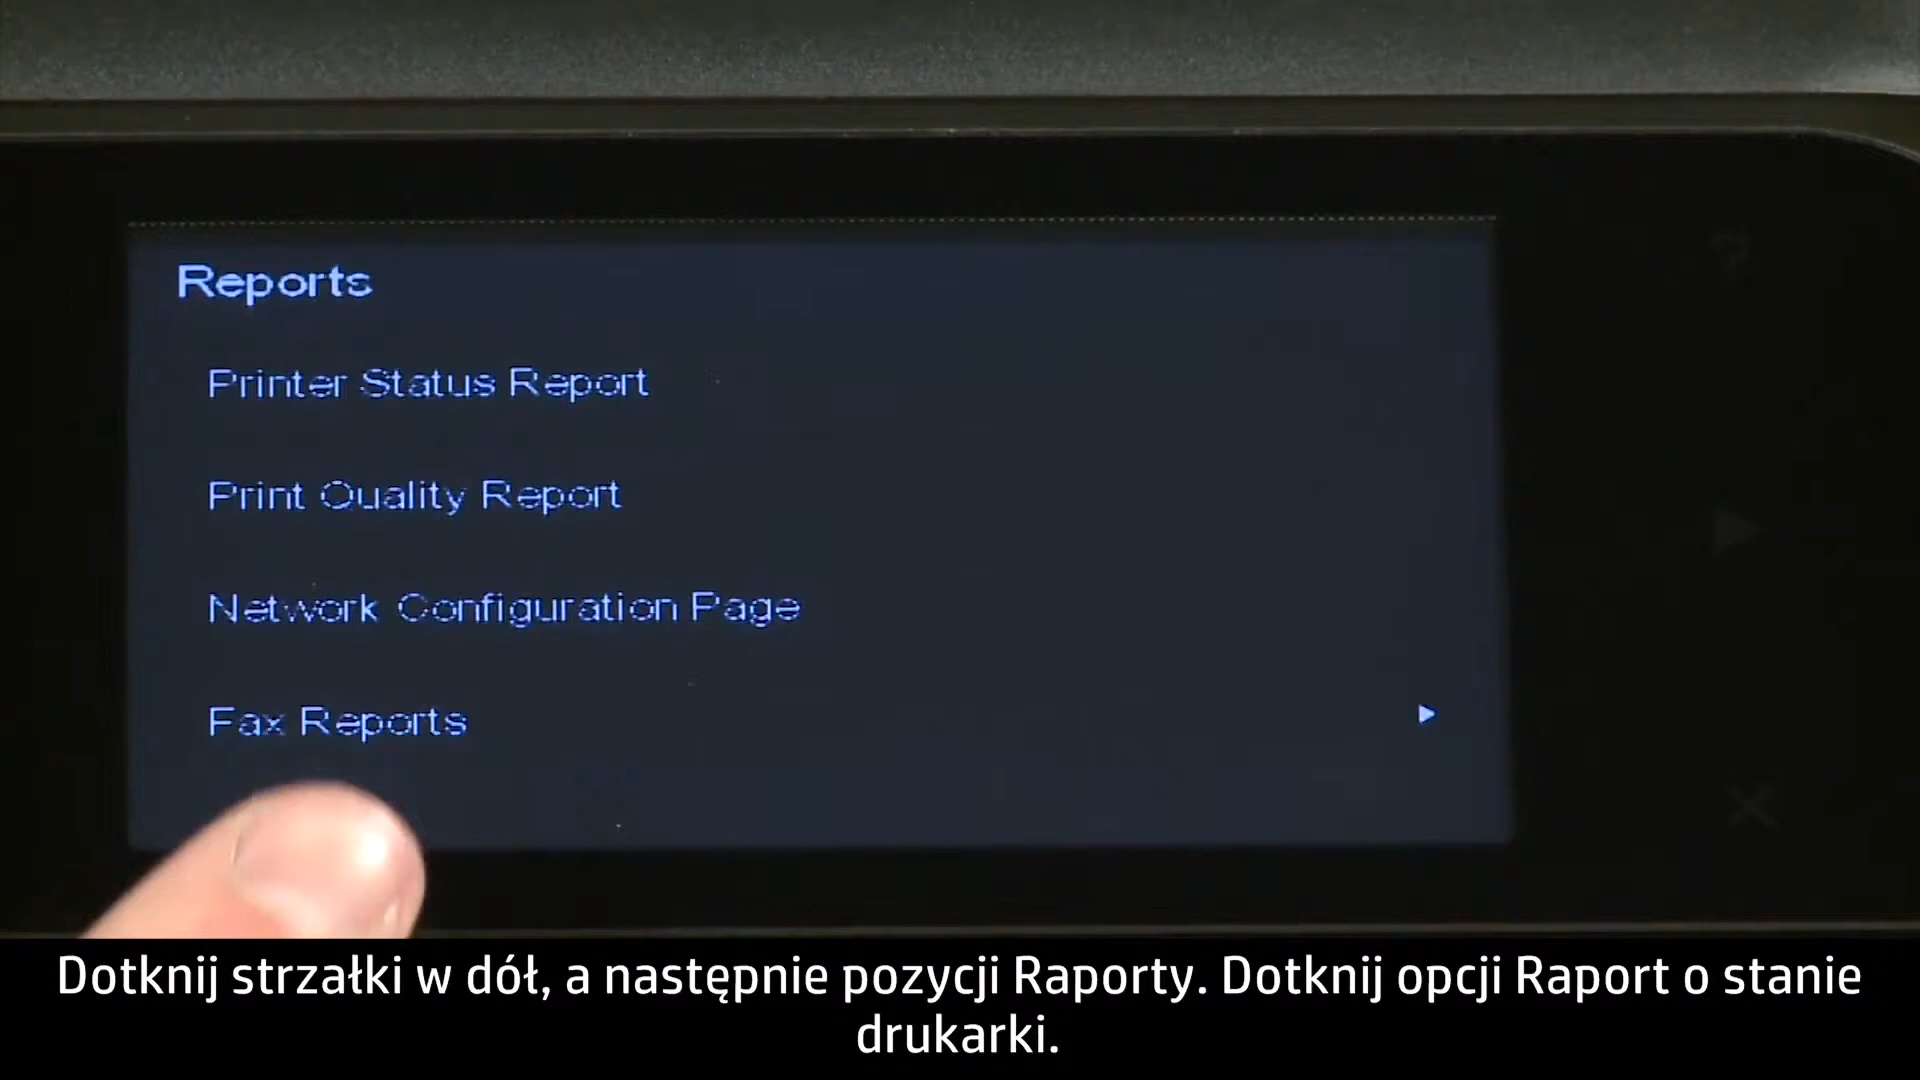 Reports
Printer Status Report
Print Quality Report
Network Configuration Page
Fax Reports
Dotknij strzałki w dół, a następnie pozycji Raporty. Dotknij opcji Raport o stanie
drukarki.